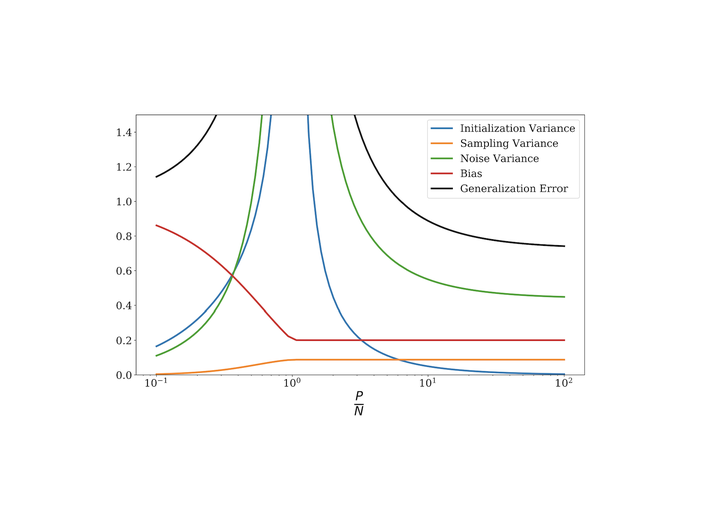 1.4
1.2
1.0
0.8
0.6
0.4
0.2
0.0
Initialization Variance
Sampling Variance
Noise Variance
Bias
Generalization Error
10⁻¹ 10⁰ 10¹ 10²
P
N